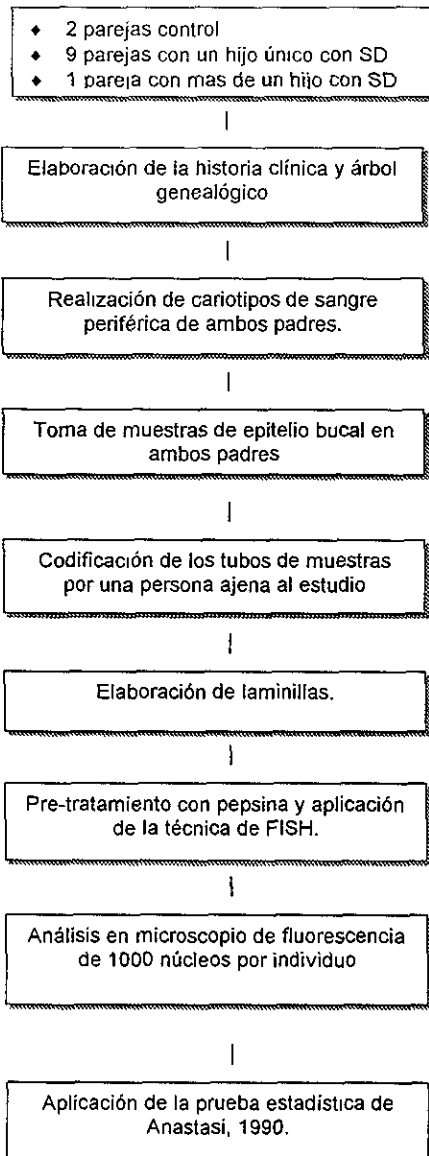 ♦ 2 parejas control
♦ 9 parejas con un hijo único con SD
♦ 1 pareja con mas de un hijo con SD
Elaboración de la historia clínica y árbol
genealógico
Realización de cariotipos de sangre
periférica de ambos padres.
Toma de muestras de epitelio bucal en
ambos padres
Codificación de los tubos de muestras
por una persona ajena al estudio
Elaboración de laminillas.
Pre-tratamiento con pepsina y aplicación
de la técnica de FISH.
Análisis en microscopio de fluorescencia
de 1000 núcleos por individuo
Aplicación de la prueba estadística de
Anastasi, 1990.